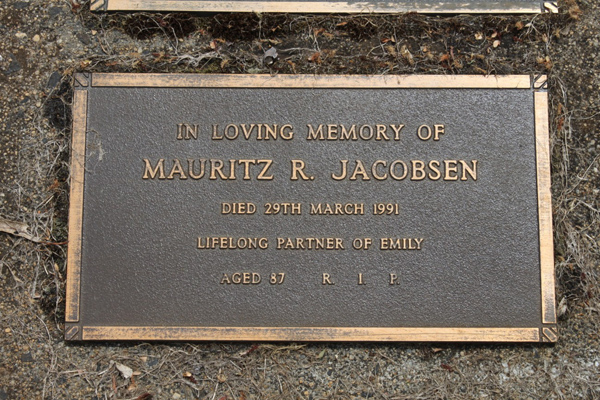 IN LOVING MEMORY OF
MAURITZ R. JACOBSEN
DIED 29TH MARCH 1991
LIFELONG PARTNER OF EMILY
AGED 87 R. I. P.